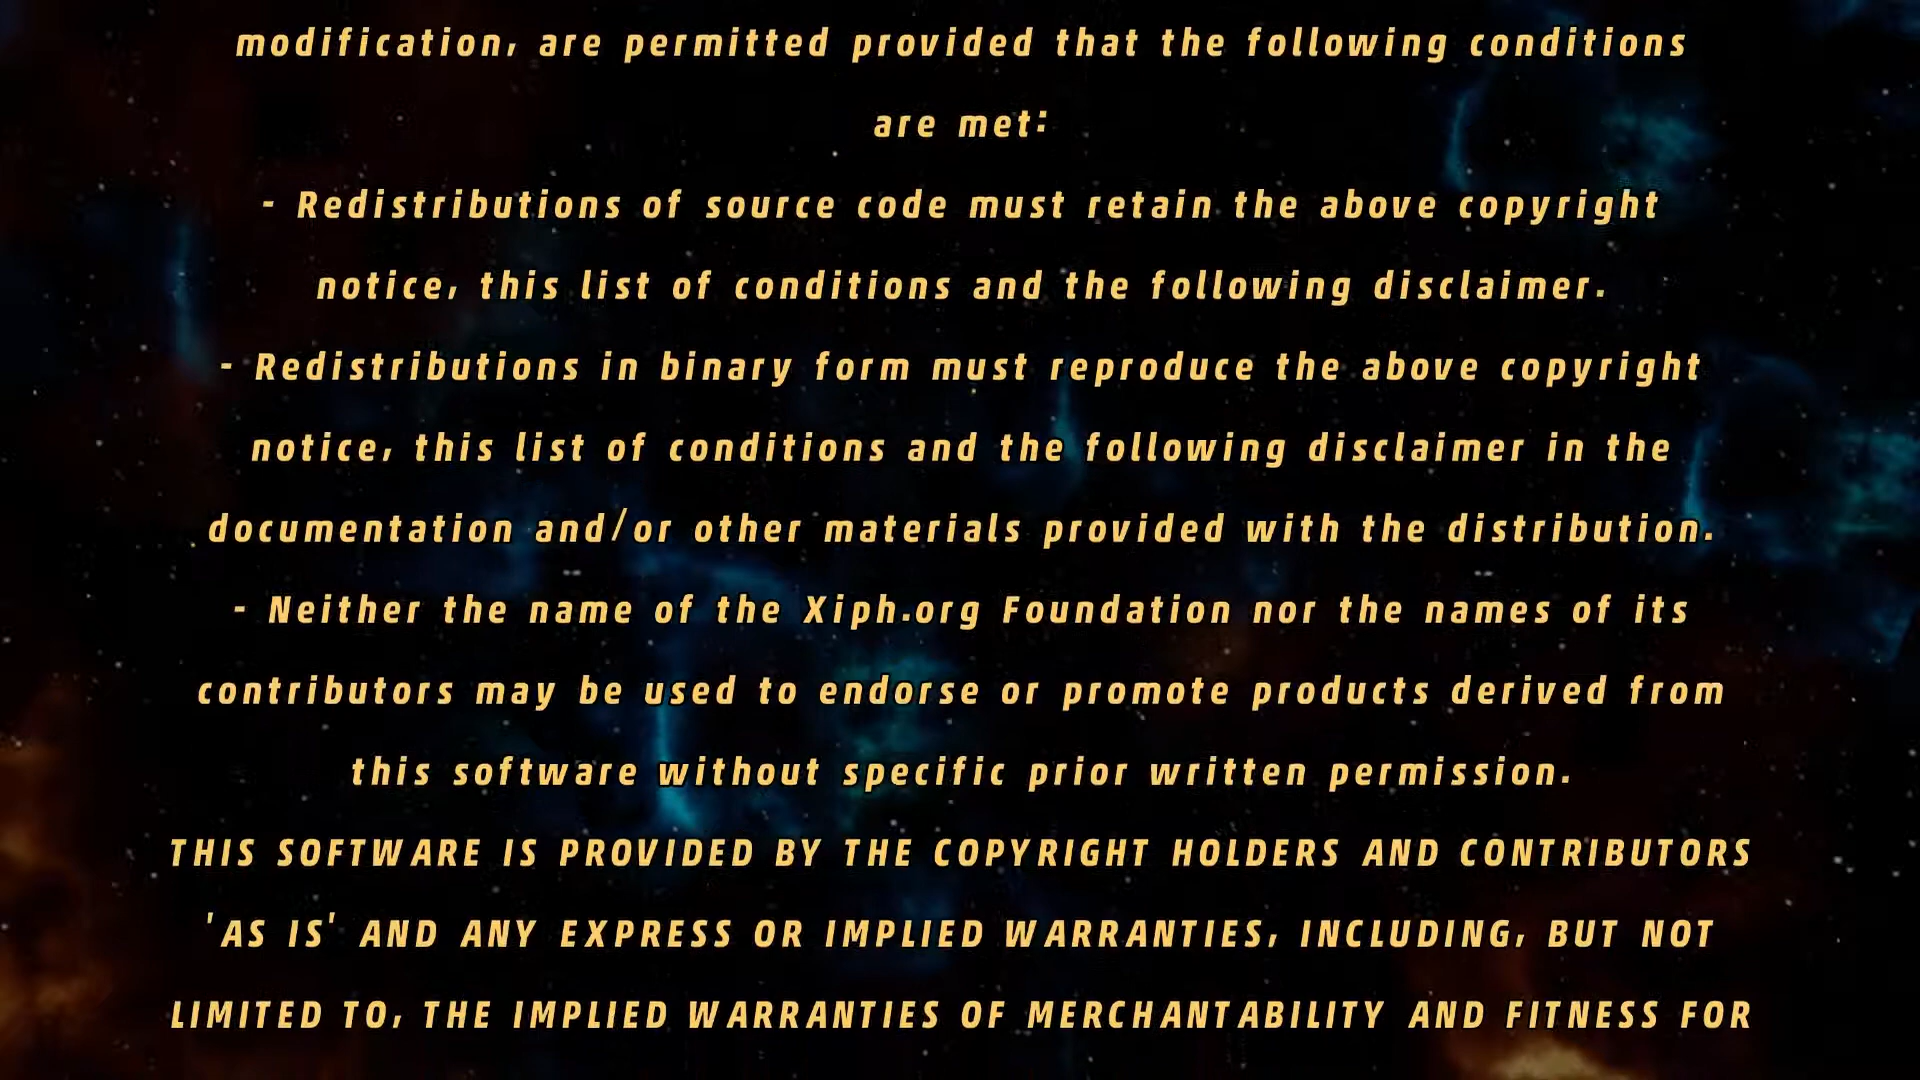 modification, are permitted provided that the following conditions
are met:
- Redistributions of source code must retain the above copyright
notice, this list of conditions and the following disclaimer.
- Redistributions in binary form must reproduce the above copyright
notice, this list of conditions and the following disclaimer in the
documentation and/or other materials provided with the distribution.
- Neither the name of the Xiph.org Foundation nor the names of its
contributors may be used to endorse or promote products derived from
this software without specific prior written permission.
THIS SOFTWARE IS PROVIDED BY THE COPYRIGHT HOLDERS AND CONTRIBUTORS
'AS IS' AND ANY EXPRESS OR IMPLIED WARRANTIES, INCLUDING, BUT NOT
LIMITED TO, THE IMPLIED WARRANTIES OF MERCHANTABILITY AND FITNESS FOR